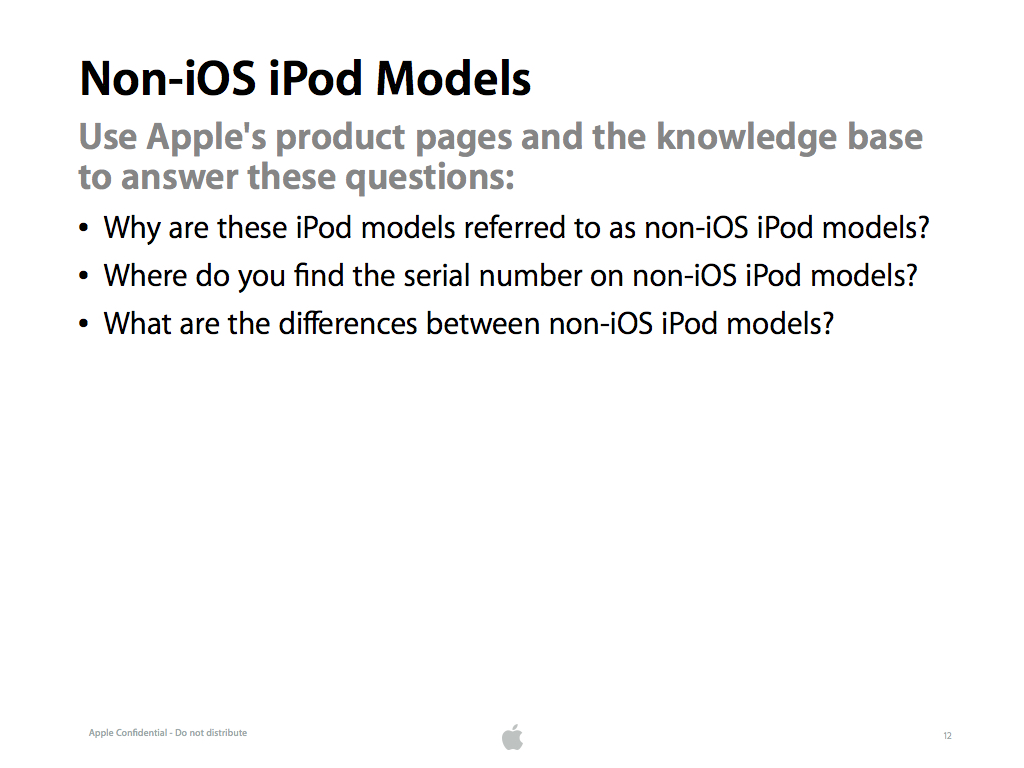 Non-iOS iPod Models
Use Apple's product pages and the knowledge base
to answer these questions:
• Why are these iPod models referred to as non-iOS iPod models?
• Where do you find the serial number on non-iOS iPod models?
• What are the differences between non-iOS iPod models?
Apple Confidential - Do not distribute
12